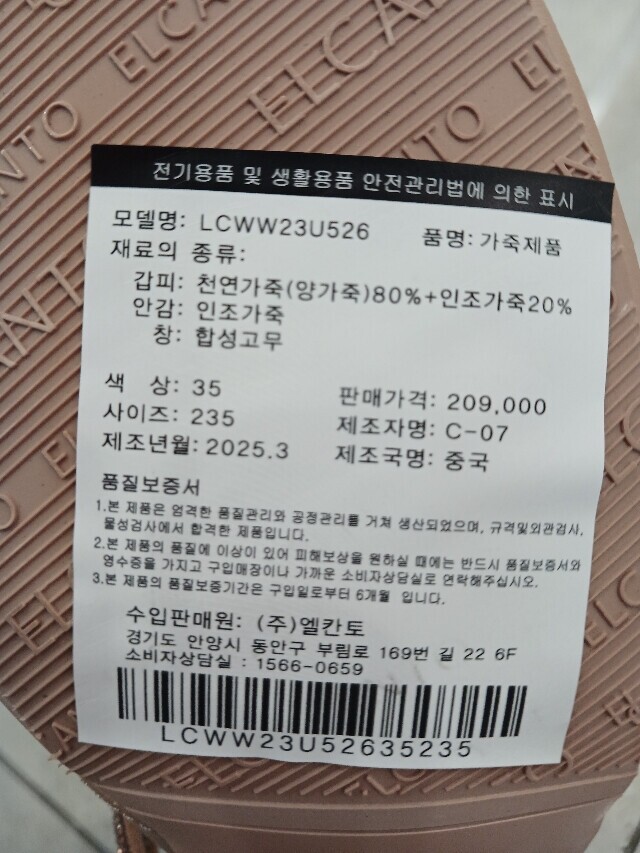 ELCANTO
전기용품 및 생활용품 안전관리법에 의한 표시
모델명: LCWW23U526 품명: 가죽제품
재료의 종류:
갑피: 천연가죽(양가죽)80%+인조가죽20%
안감: 인조가죽
창: 합성고무
색 상: 35 판매가격: 209,000
사이즈: 235 제조자명: C-07
제조년월: 2025.3 제조국명: 중국
품질보증서
1.본 제품은 엄격한 품질관리와 공정관리를 거쳐 생산되었으며, 규격및외관검사,
물성검사에서 합격한 제품입니다.
2.본 제품의 품질에 이상이 있어 피해보상을 원하실 때에는 반드시 품질보증서와
영수증을 가지고 구입매장이나 가까운 소비자상담실로 연락해주십시오.
3.본 제품의 품질보증기간은 구입일로부터 6개월 입니다.
수입판매원: (주)엘칸토
경기도 안양시 동안구 부림로 169번 길 22 6F
소비자상담실 : 1566-0659
LCWW23U52635235